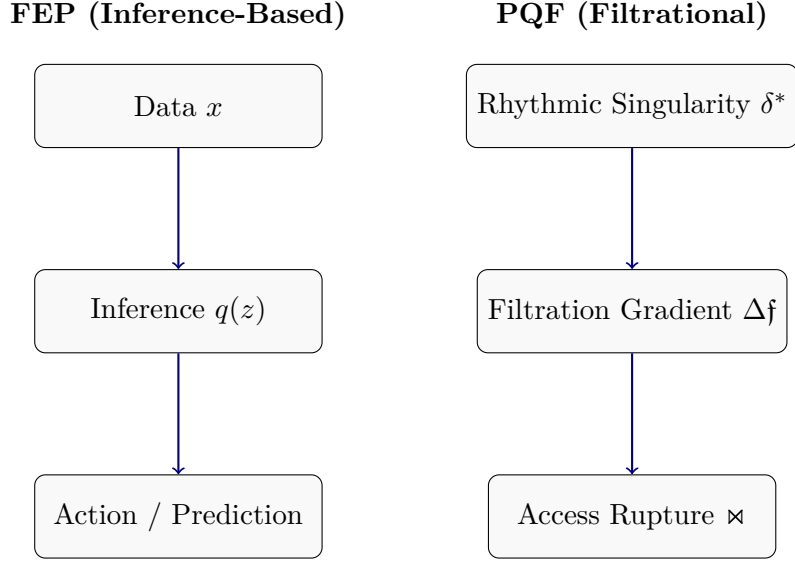 FEP (Inference-Based)
Data x
Inference q(z)
Action / Prediction
PQF (Filtrational)
Rhythmic Singularity δ*
Filtration Gradient Δ𝔣
Access Rupture ⋈